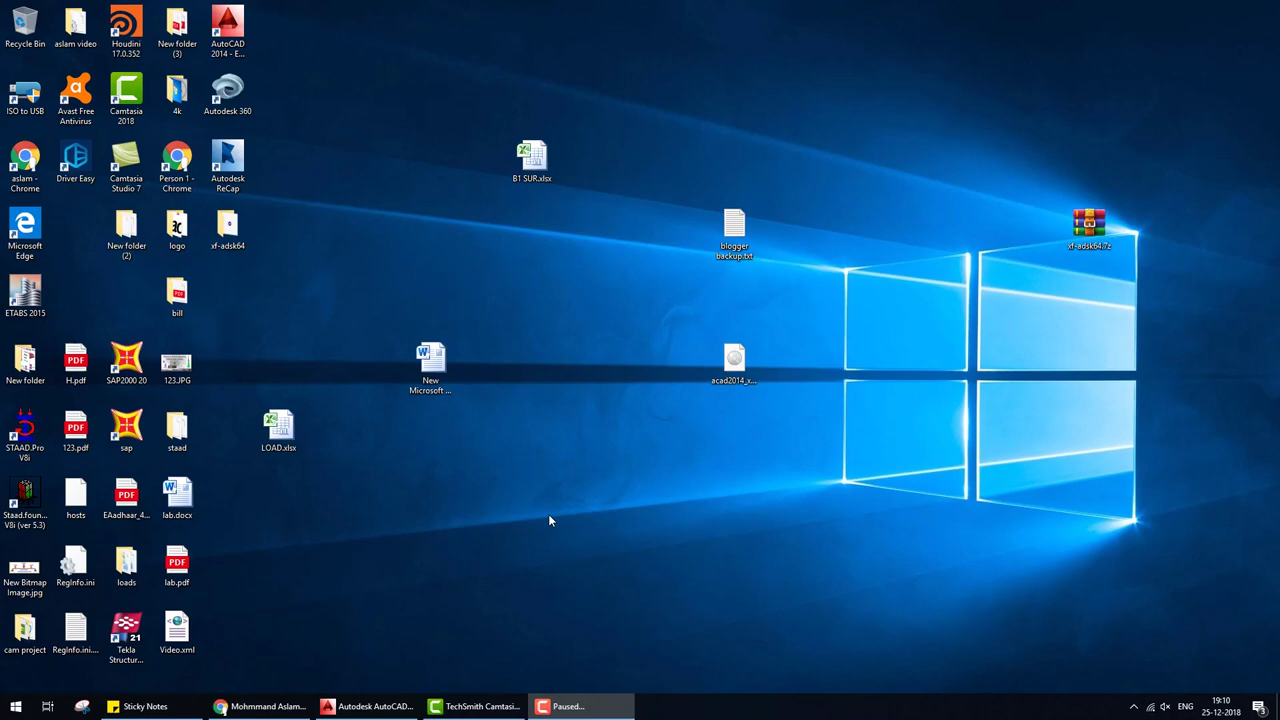 Recycle Bin
aslam video
Houdini
17.0.352
New folder
(3)
AutoCAD
2014 - E...
ISO to USB
Avast Free
Antivirus
Camtasia
2018
4k
Autodesk 360
aslam -
Chrome
Driver Easy
Camtasia
Studio 7
Person 1 -
Chrome
Autodesk
ReCap
B1 SUR.xlsx
Microsoft
Edge
New folder
(2)
logo
xf-adsk64
blogger
backup.txt
xf-adsk64.7z
ETABS 2015
bill
New folder
H.pdf
SAP2000 20
123.JPG
New
Microsoft ...
acad2014_x...
STAAD.Pro
V8i
123.pdf
sap
staad
LOAD.xlsx
Staad.foun...
V8i (ver 5.3)
hosts
EAadhaar_4...
lab.docx
New Bitmap
Image.jpg
RegInfo.ini
loads
lab.pdf
cam project
RegInfo.ini....
21
Tekla
Structur...
Video.xml
Sticky Notes
Mohmmand Aslam...
Autodesk AutoCAD...
TechSmith Camtasi...
Paused...
ENG
19:10
25-12-2018